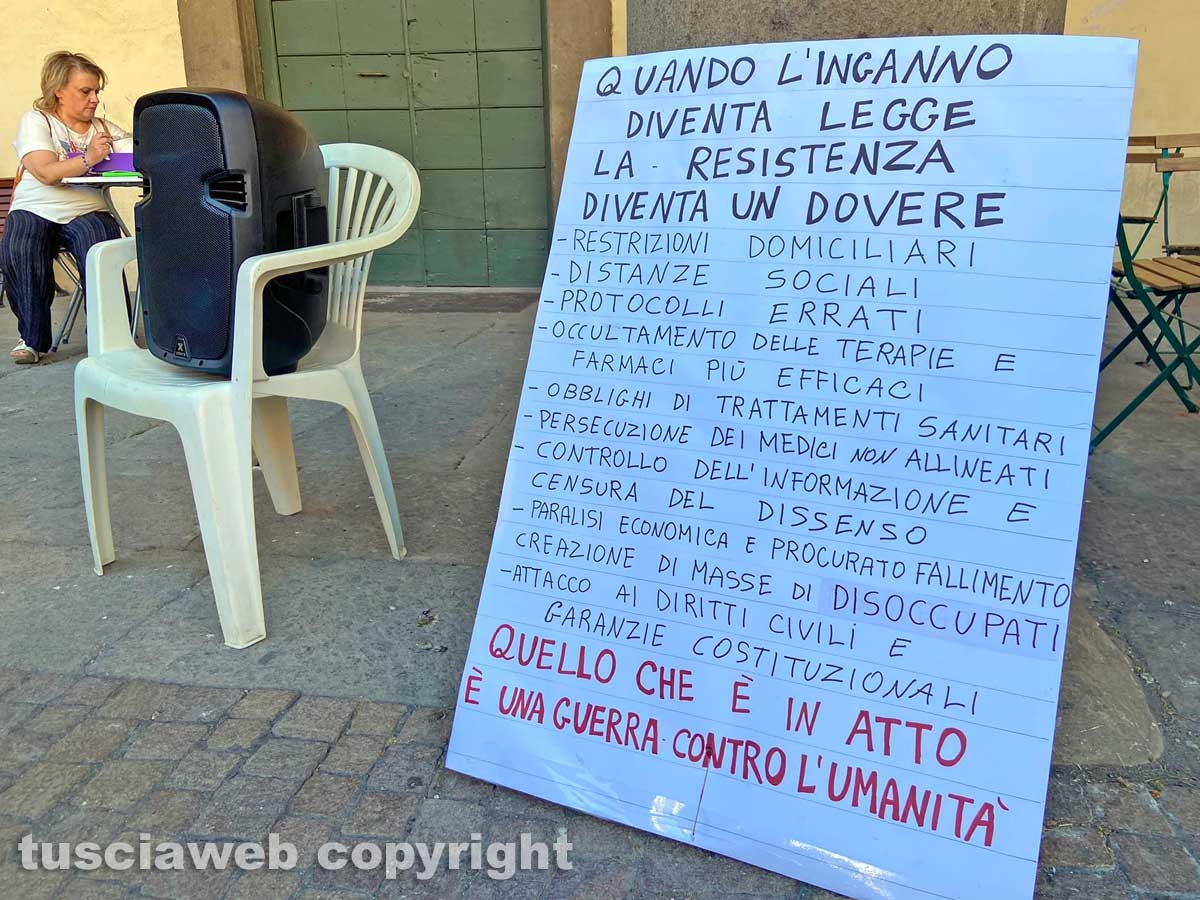 QUANDO L'INGANNO
DIVENTA LEGGE
LA RESISTENZA
DIVENTA UN DOVERE
- RESTRIZIONI DOMICILIARI
- DISTANZE SOCIALI
- PROTOCOLLI ERRATI
- OCCULTAMENTO DELLE TERAPIE E
FARMACI PIÙ EFFICACI
- OBBLIGHI DI TRATTAMENTI SANITARI
- PERSECUZIONE DEI MEDICI NON ALLINEATI
- CONTROLLO DELL'INFORMAZIONE E
CENSURA DEL DISSENSO
- PARALISI ECONOMICA E PROCURATO FALLIMENTO
CREAZIONE DI MASSE DI DISOCCUPATI
- ATTACCO AI DIRITTI CIVILI E
GARANZIE COSTITUZIONALI
QUELLO CHE È IN ATTO
È UNA GUERRA CONTRO L'UMANITÀ
tusciaweb copyright